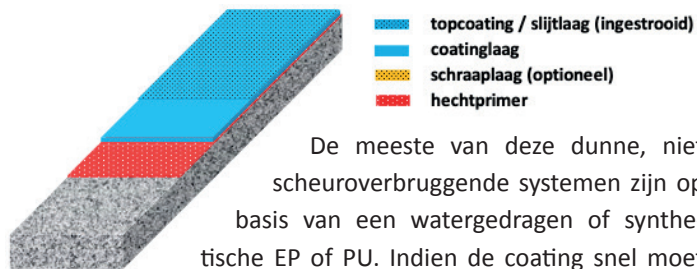 topcoating / slijtlaag (ingestrooid)
coatinglaag
schraaplaag (optioneel)
hechtprimer
De meeste van deze dunne, niet
scheuroverbruggende systemen zijn op
basis van een watergedragen of synthe
tische EP of PU. Indien de coating snel moet